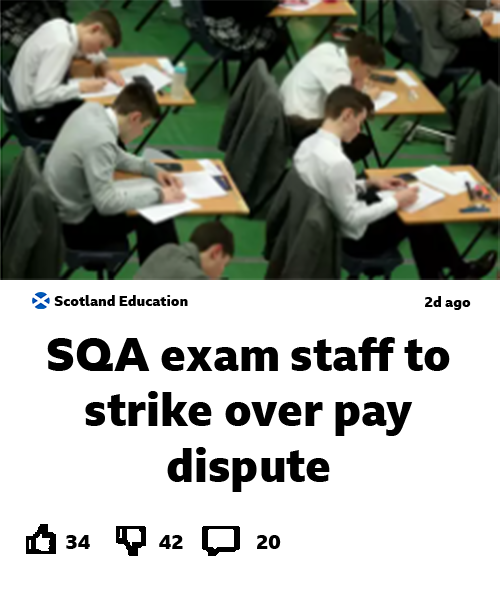 Scotland Education
2d ago
SQA exam staff to
strike over pay
dispute
34
42
20